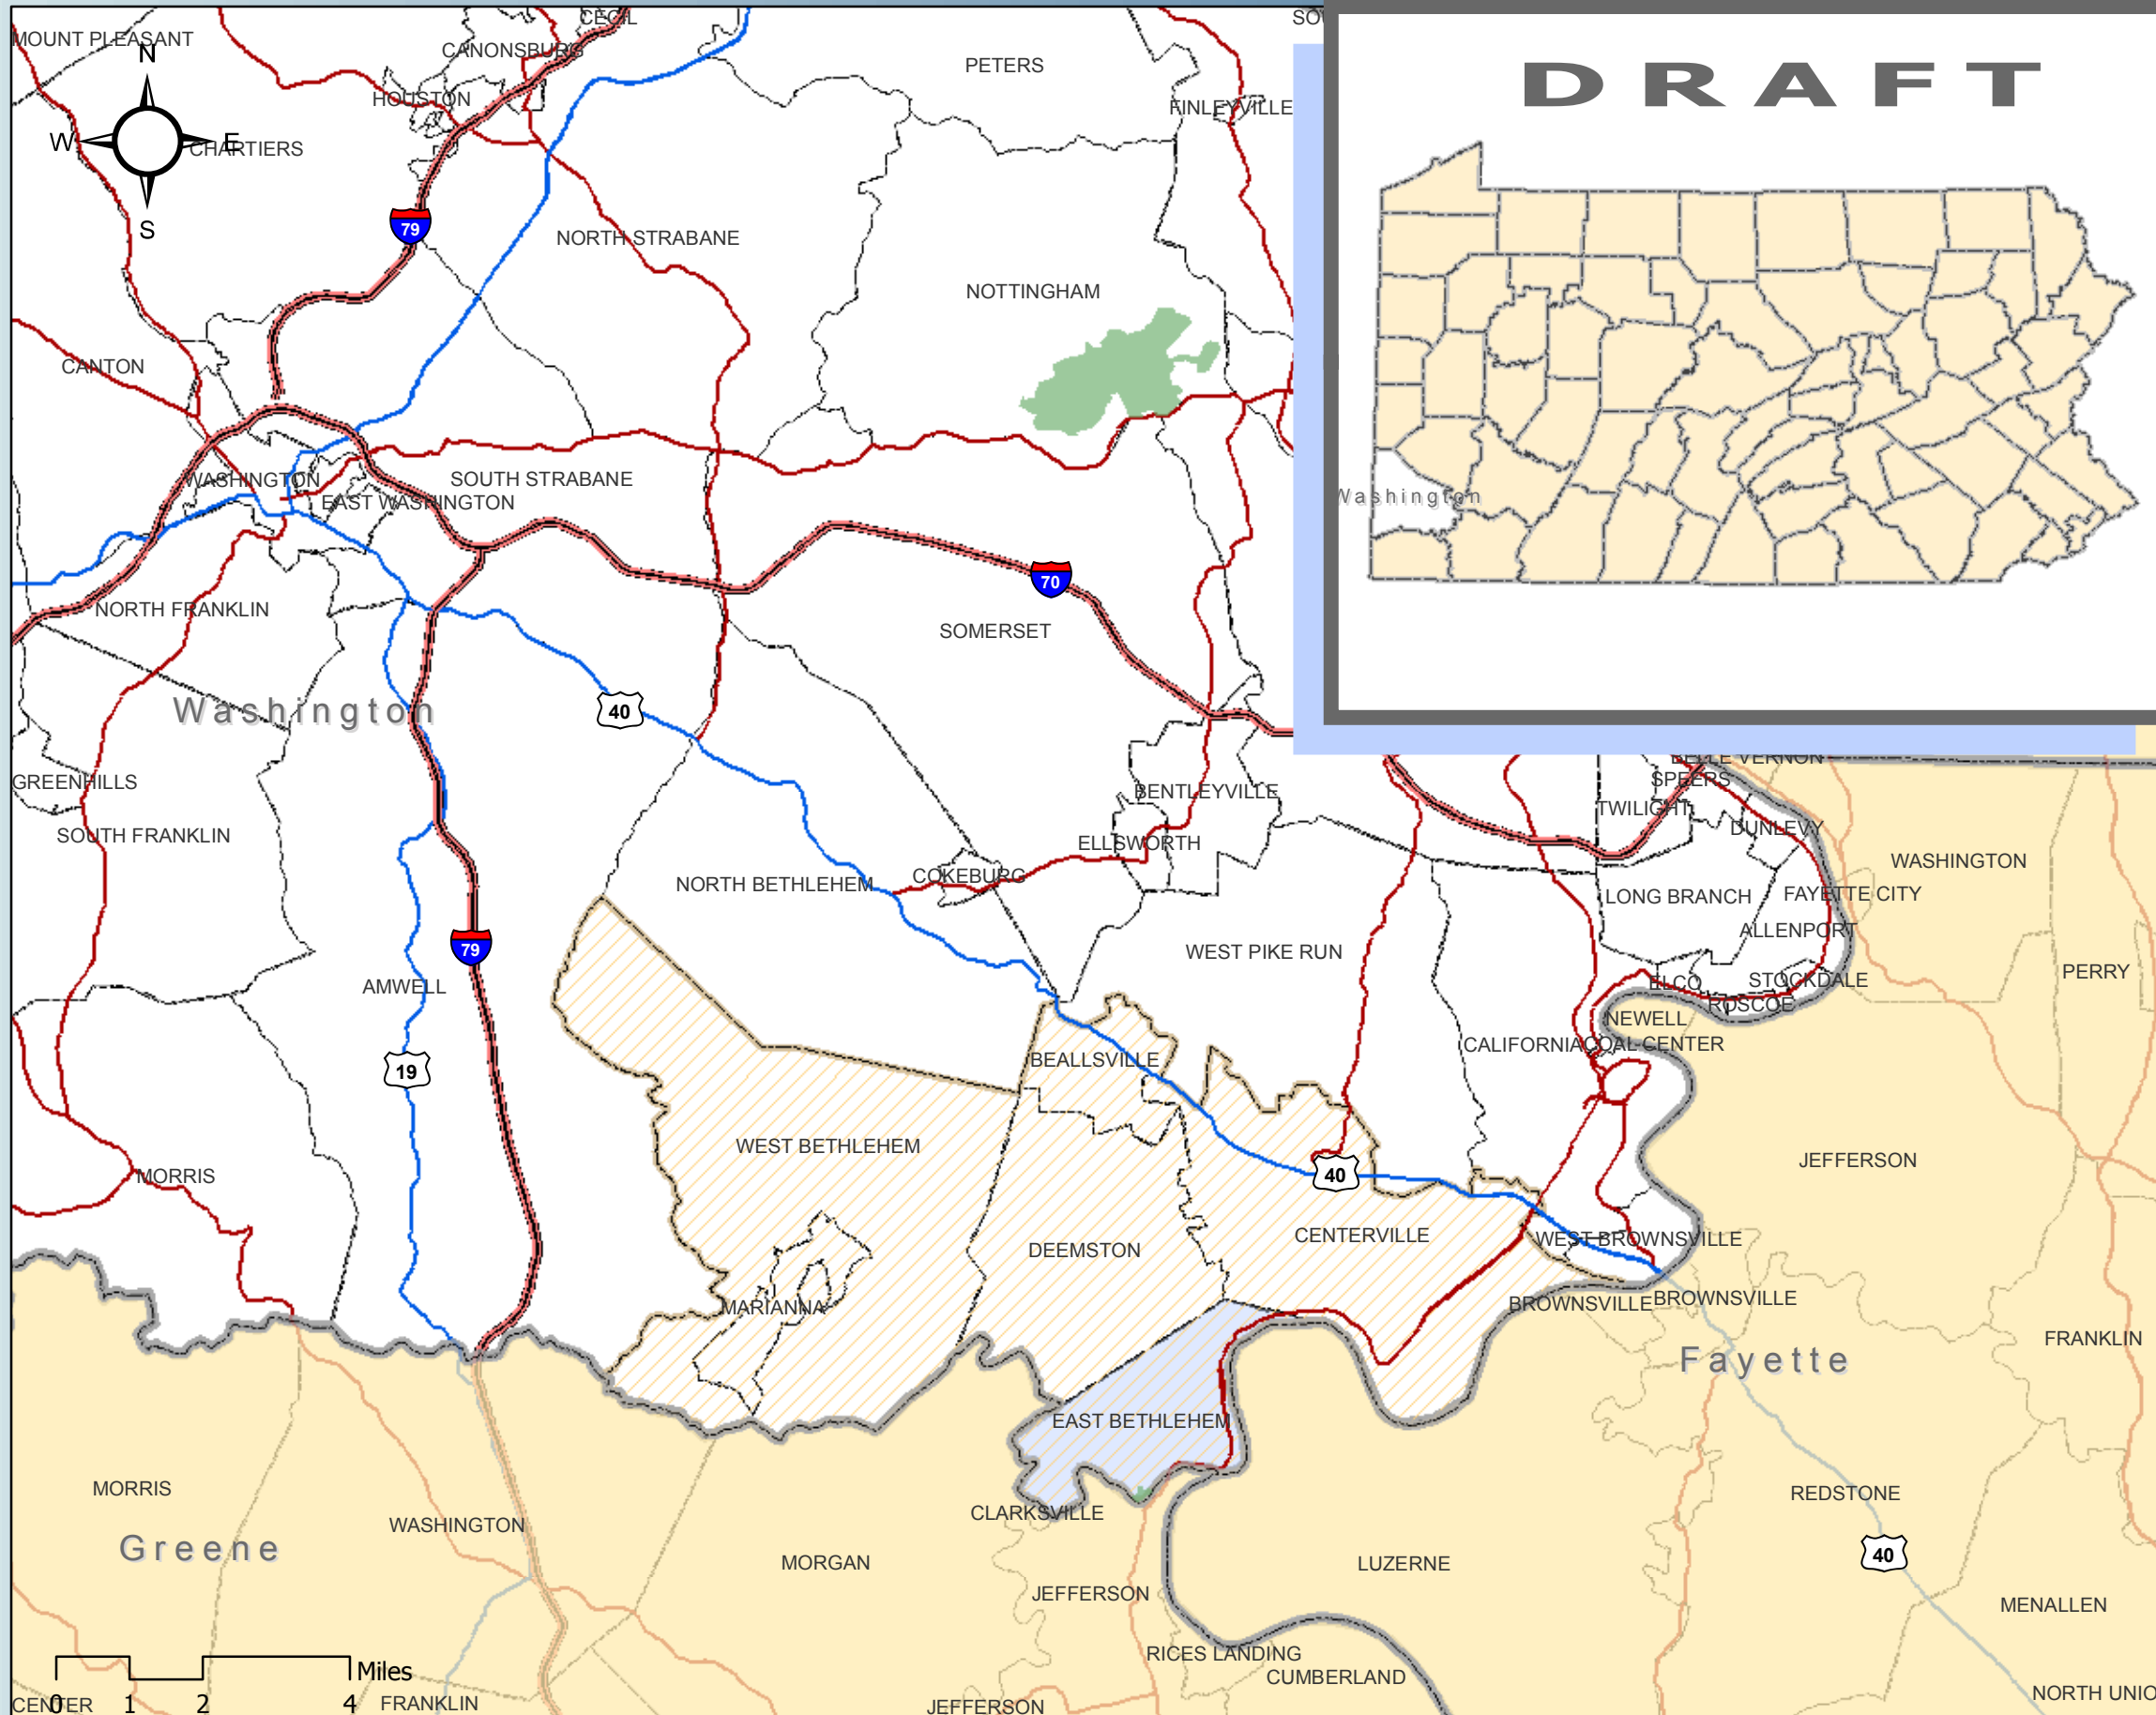 CECIL
MOUNT PLEASANT
CANONSBURG
N
PETERS
HOUSTON
FINLEYVILLE
DRAFT
W
E
CHARTIERS
S
79
NORTH STRABANE
NOTTINGHAM
CANTON
WASHINGTON
SOUTH STRABANE
EAST WASHINGTON
Washington
70
NORTH FRANKLIN
SOMERSET
Washington
40
GREENHILLS
BENTLEYVILLE
BELLE VERNON
SPEERS
TWILIGHT
DUNLEVY
SOUTH FRANKLIN
ELLSWORTH
WASHINGTON
COKEBURG
NORTH BETHLEHEM
LONG BRANCH
FAYETTE CITY
ALLENPORT
79
WEST PIKE RUN
PERRY
AMWELL
ELCO
STOCKDALE
ROSCOE
NEWELL
CALIFORNIA
COAL CENTER
BEALLSVILLE
19
WEST BETHLEHEM
JEFFERSON
MORRIS
40
DEEMSTON
CENTERVILLE
WEST BROWNSVILLE
MARIANNA
BROWNSVILLE
BROWNSVILLE
FRANKLIN
Fayette
EAST BETHLEHEM
MORRIS
REDSTONE
CLARKSVILLE
WASHINGTON
Greene
MORGAN
LUZERNE
40
JEFFERSON
MENALLEN
RICES LANDING
CUMBERLAND
Miles
0 1 2 4
CENTER
FRANKLIN
JEFFERSON